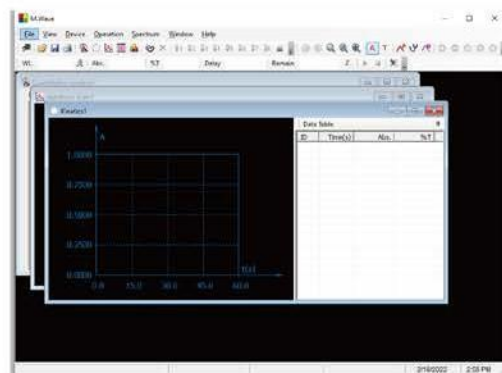 M.Wave
File View Device Operation Spectrum Window Help
WL: Abs.: %T Delay Remain Z
Kinetics1
Data Table
ID Time(s) Abs. %T
A
1.0000
0.7500
0.5000
0.2500
0.0000
T(s)
0.0 15.0 30.0 45.0 60.0
2:55 PM